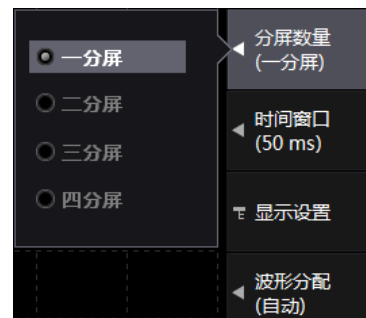 一分屏
二分屏
三分屏
四分屏
分屏数量
(一分屏)
时间窗口
(50 ms)
显示设置
波形分配
(自动)